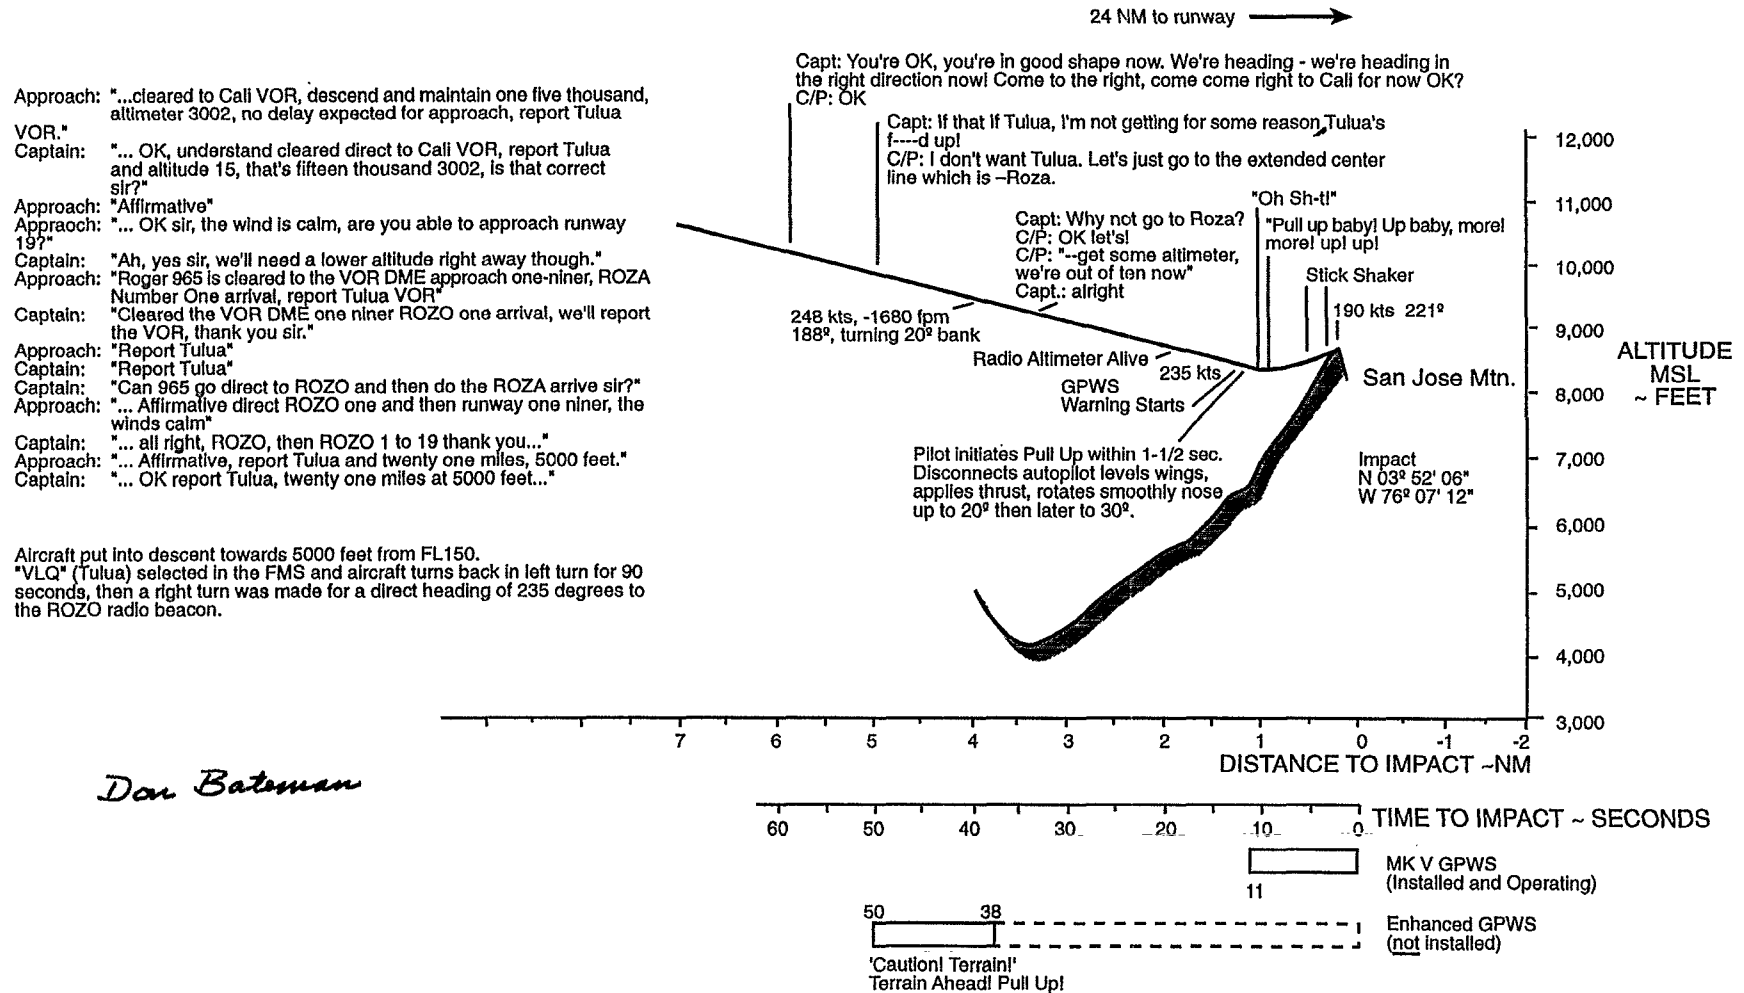 24 NM to runway
Approach: "...cleared to Cali VOR, descend and maintain one five thousand,
altimeter 3002, no delay expected for approach, report Tulua
VOR."
Captain: "... OK, understand cleared direct to Cali VOR, report Tulua
and altitude 15, that's fifteen thousand 3002, is that correct
sir?"
Approach: "Affirmative"
Appraoch: "... OK sir, the wind is calm, are you able to approach runway
19?"
Captain: "Ah, yes sir, we'll need a lower altitude right away though."
Approach: "Roger 965 is cleared to the VOR DME approach one-niner, ROZA
Number One arrival, report Tulua VOR"
Captain: "Cleared the VOR DME one niner ROZO one arrival, we'll report
the VOR, thank you sir."
Approach: "Report Tulua"
Captain: "Report Tulua"
Captain: "Can 965 go direct to ROZO and then do the ROZA arrive sir?"
Approach: "... Affirmative direct ROZO one and then runway one niner, the
winds calm"
Captain: "... all right, ROZO, then ROZO 1 to 19 thank you..."
Approach: "... Affirmative, report Tulua and twenty one miles, 5000 feet."
Captain: "... OK report Tulua, twenty one miles at 5000 feet..."
Aircraft put into descent towards 5000 feet from FL150.
"VLQ" (Tulua) selected in the FMS and aircraft turns back in left turn for 90
seconds, then a right turn was made for a direct heading of 235 degrees to
the ROZO radio beacon.
Don Bateman
Capt: You're OK, you're in good shape now. We're heading - we're heading in
the right direction now! Come to the right, come come right to Cali for now OK?
C/P: OK
Capt: If that if Tulua, I'm not getting for some reason, Tulua's
f----d up!
C/P: I don't want Tulua. Let's just go to the extended center
line which is ~Roza.
Capt: Why not go to Roza?
C/P: OK let's!
C/P: "--get some altimeter,
we're out of ten now"
Capt.: alright
"Oh Sh-t!"
"Pull up baby! Up baby, more!
more! up! up!
Stick Shaker
190 kts 221º
248 kts, -1680 fpm
188º, turning 20º bank
Radio Altimeter Alive
235 kts
GPWS
Warning Starts
San Jose Mtn.
Pilot initiates Pull Up within 1-1/2 sec.
Disconnects autopilot levels wings,
applies thrust, rotates smoothly nose
up to 20º then later to 30º.
Impact
N 03º 52' 06"
W 76º 07' 12"
12,000
11,000
10,000
9,000
8,000
7,000
6,000
5,000
4,000
3,000
ALTITUDE
MSL
~ FEET
7 6 5 4 3 2 1 0 -1 -2
DISTANCE TO IMPACT ~NM
60 50 40 30 20 10 0
TIME TO IMPACT ~ SECONDS
11
MK V GPWS
(Installed and Operating)
50 38
Enhanced GPWS
(not installed)
'Caution! Terrain!'
Terrain Ahead! Pull Up!